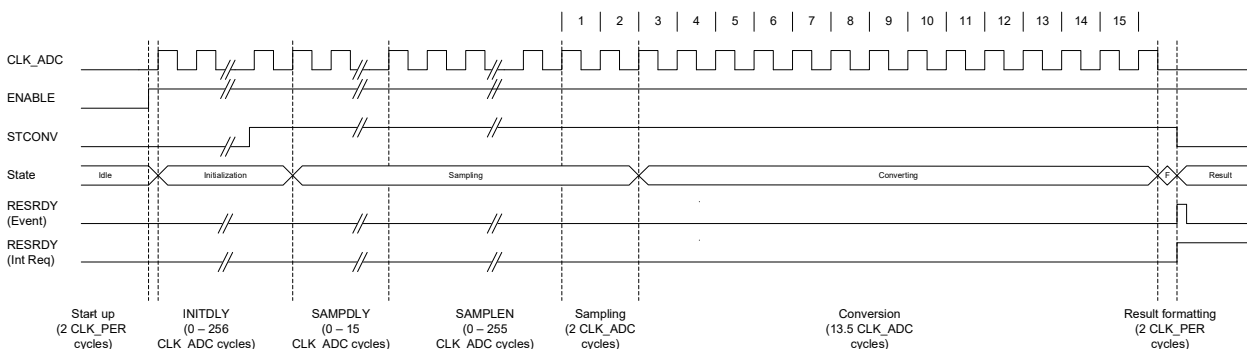 1 2 3 4 5 6 7 8 9 10 11 12 13 14 15
CLK_ADC
ENABLE
STCONV
State Idle Initialization Sampling Converting F Result
RESRDY
(Event)
RESRDY
(Int Req)
Start up
(2 CLK_PER
cycles)
INITDLY
(0 – 256
CLK_ADC cycles)
SAMPDLY
(0 – 15
CLK_ADC cycles)
SAMPLEN
(0 – 255
CLK_ADC cycles)
Sampling
(2 CLK_ADC
cycles)
Conversion
(13.5 CLK_ADC
cycles)
Result formatting
(2 CLK_PER
cycles)